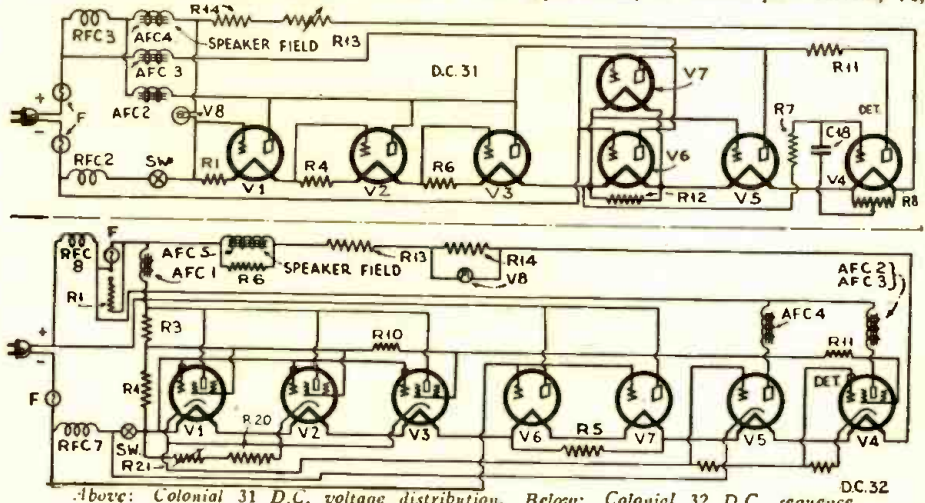 R14
RFC3
AFC4
SPEAKER FIELD
R13
AFC3
D.C. 31
V7
R11
+
F
AFC2
V8
R7
DET.
C18
-
RFC2
SW.
R1
R4
R6
V6
V1
V2
V3
R12
V5
V4
R8
F
RFC
8
AFC5
AFC1
R6
SPEAKER FIELD
R13
R14
V8
AFC2
AFC3
R1
+
R3
AFC4
-
R10
R11
F
R4
DET.
V1
V2
R20
V3
V6
R5
V7
V5
V4
RFC7
SW.
R21
D.C. 32
Above: Colonial 31 D.C. voltage distribution. Below: Colonial 32 D.C. sequence